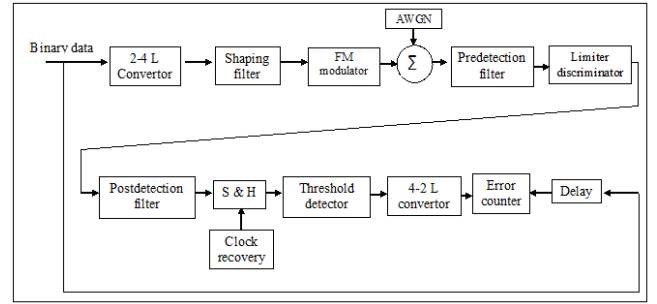 AWGN
Binary data
2-4 L
Convertor
Shaping
filter
FM
modulator
Σ
Predetection
filter
Limiter
discriminator
Postdetection
filter
S & H
Threshold
detector
4-2 L
convertor
Error
counter
Delay
Clock
recovery